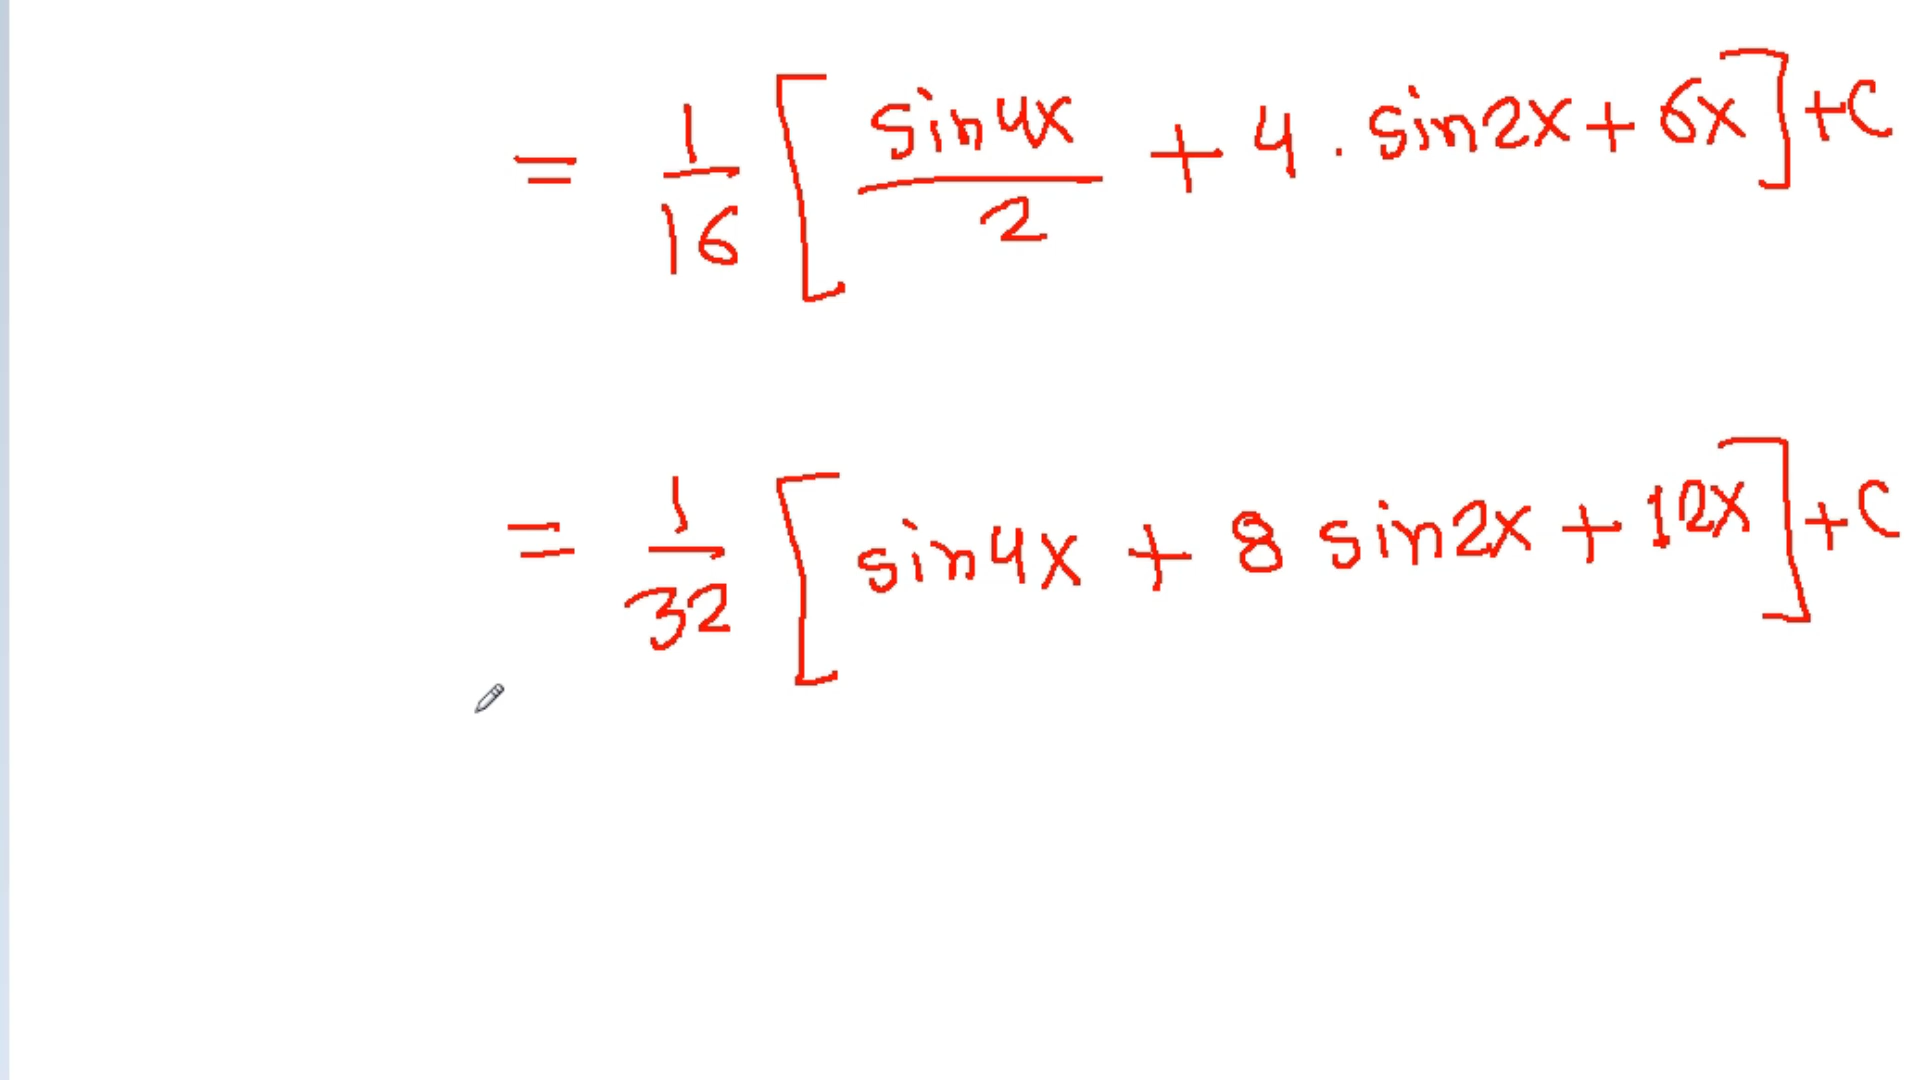 = 1/16 [ sin4x/2 + 4 . sin2x + 6x ] + C
= 1/32 [ sin4x + 8 sin2x + 12x ] + C